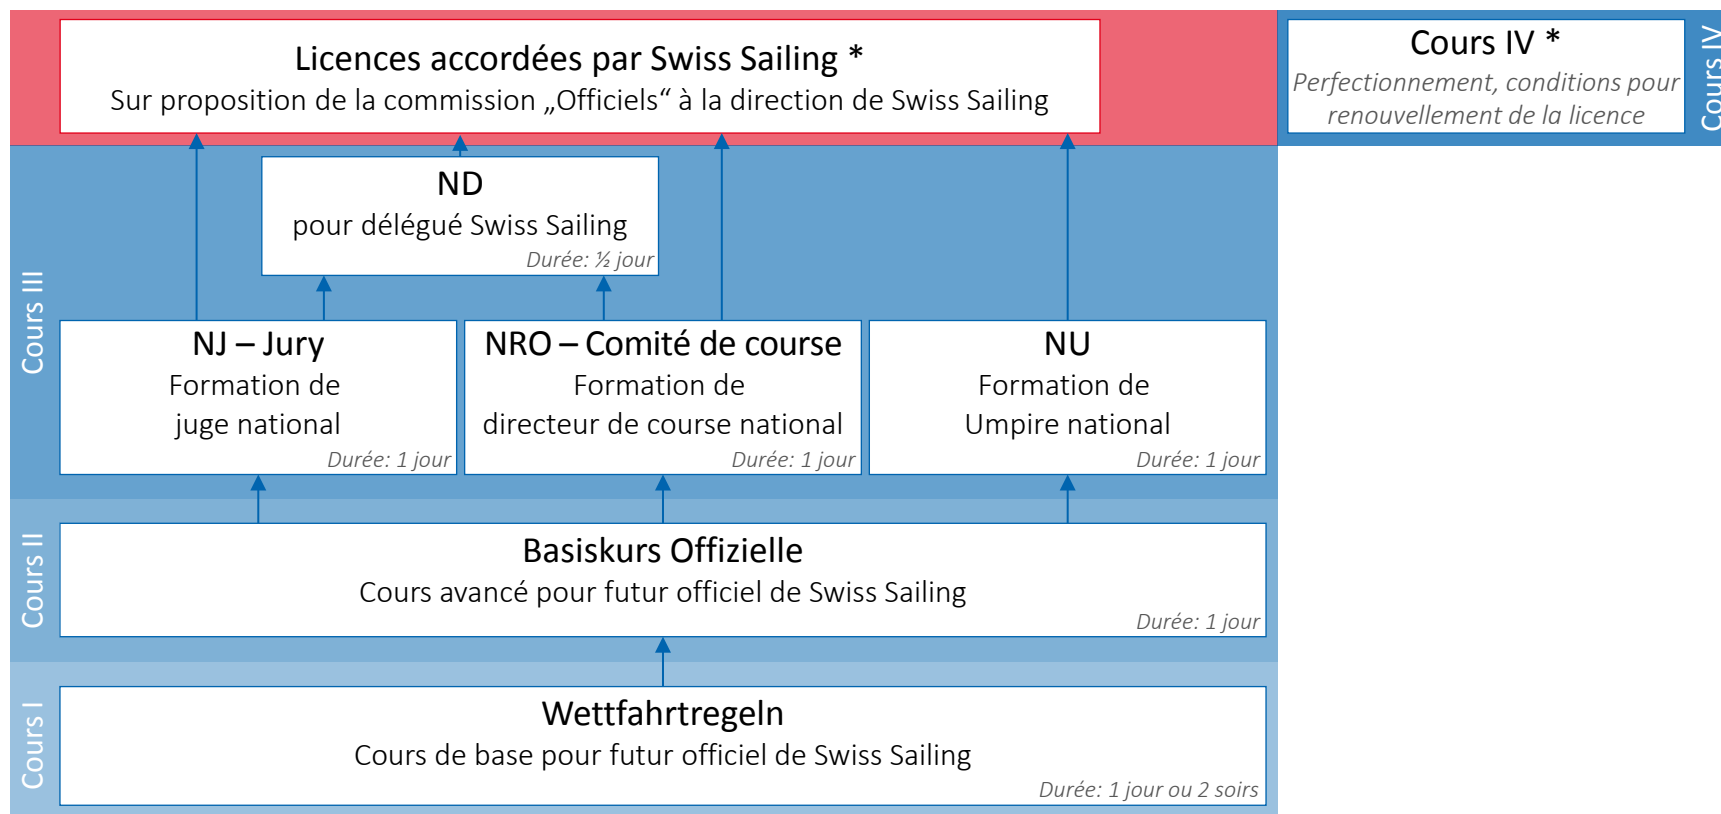 Licences accordées par Swiss Sailing *
Sur proposition de la commission „Officiels“ à la direction de Swiss Sailing
Cours IV *
Perfectionnement, conditions pour
renouvellement de la licence
Cours IV
Cours III
ND
pour délégué Swiss Sailing
Durée: ½ jour
NJ – Jury
Formation de
juge national
Durée: 1 jour
NRO – Comité de course
Formation de
directeur de course national
Durée: 1 jour
NU
Formation de
Umpire national
Durée: 1 jour
Cours II
Basiskurs Offizielle
Cours avancé pour futur officiel de Swiss Sailing
Durée: 1 jour
Cours I
Wettfahrtregeln
Cours de base pour futur officiel de Swiss Sailing
Durée: 1 jour ou 2 soirs